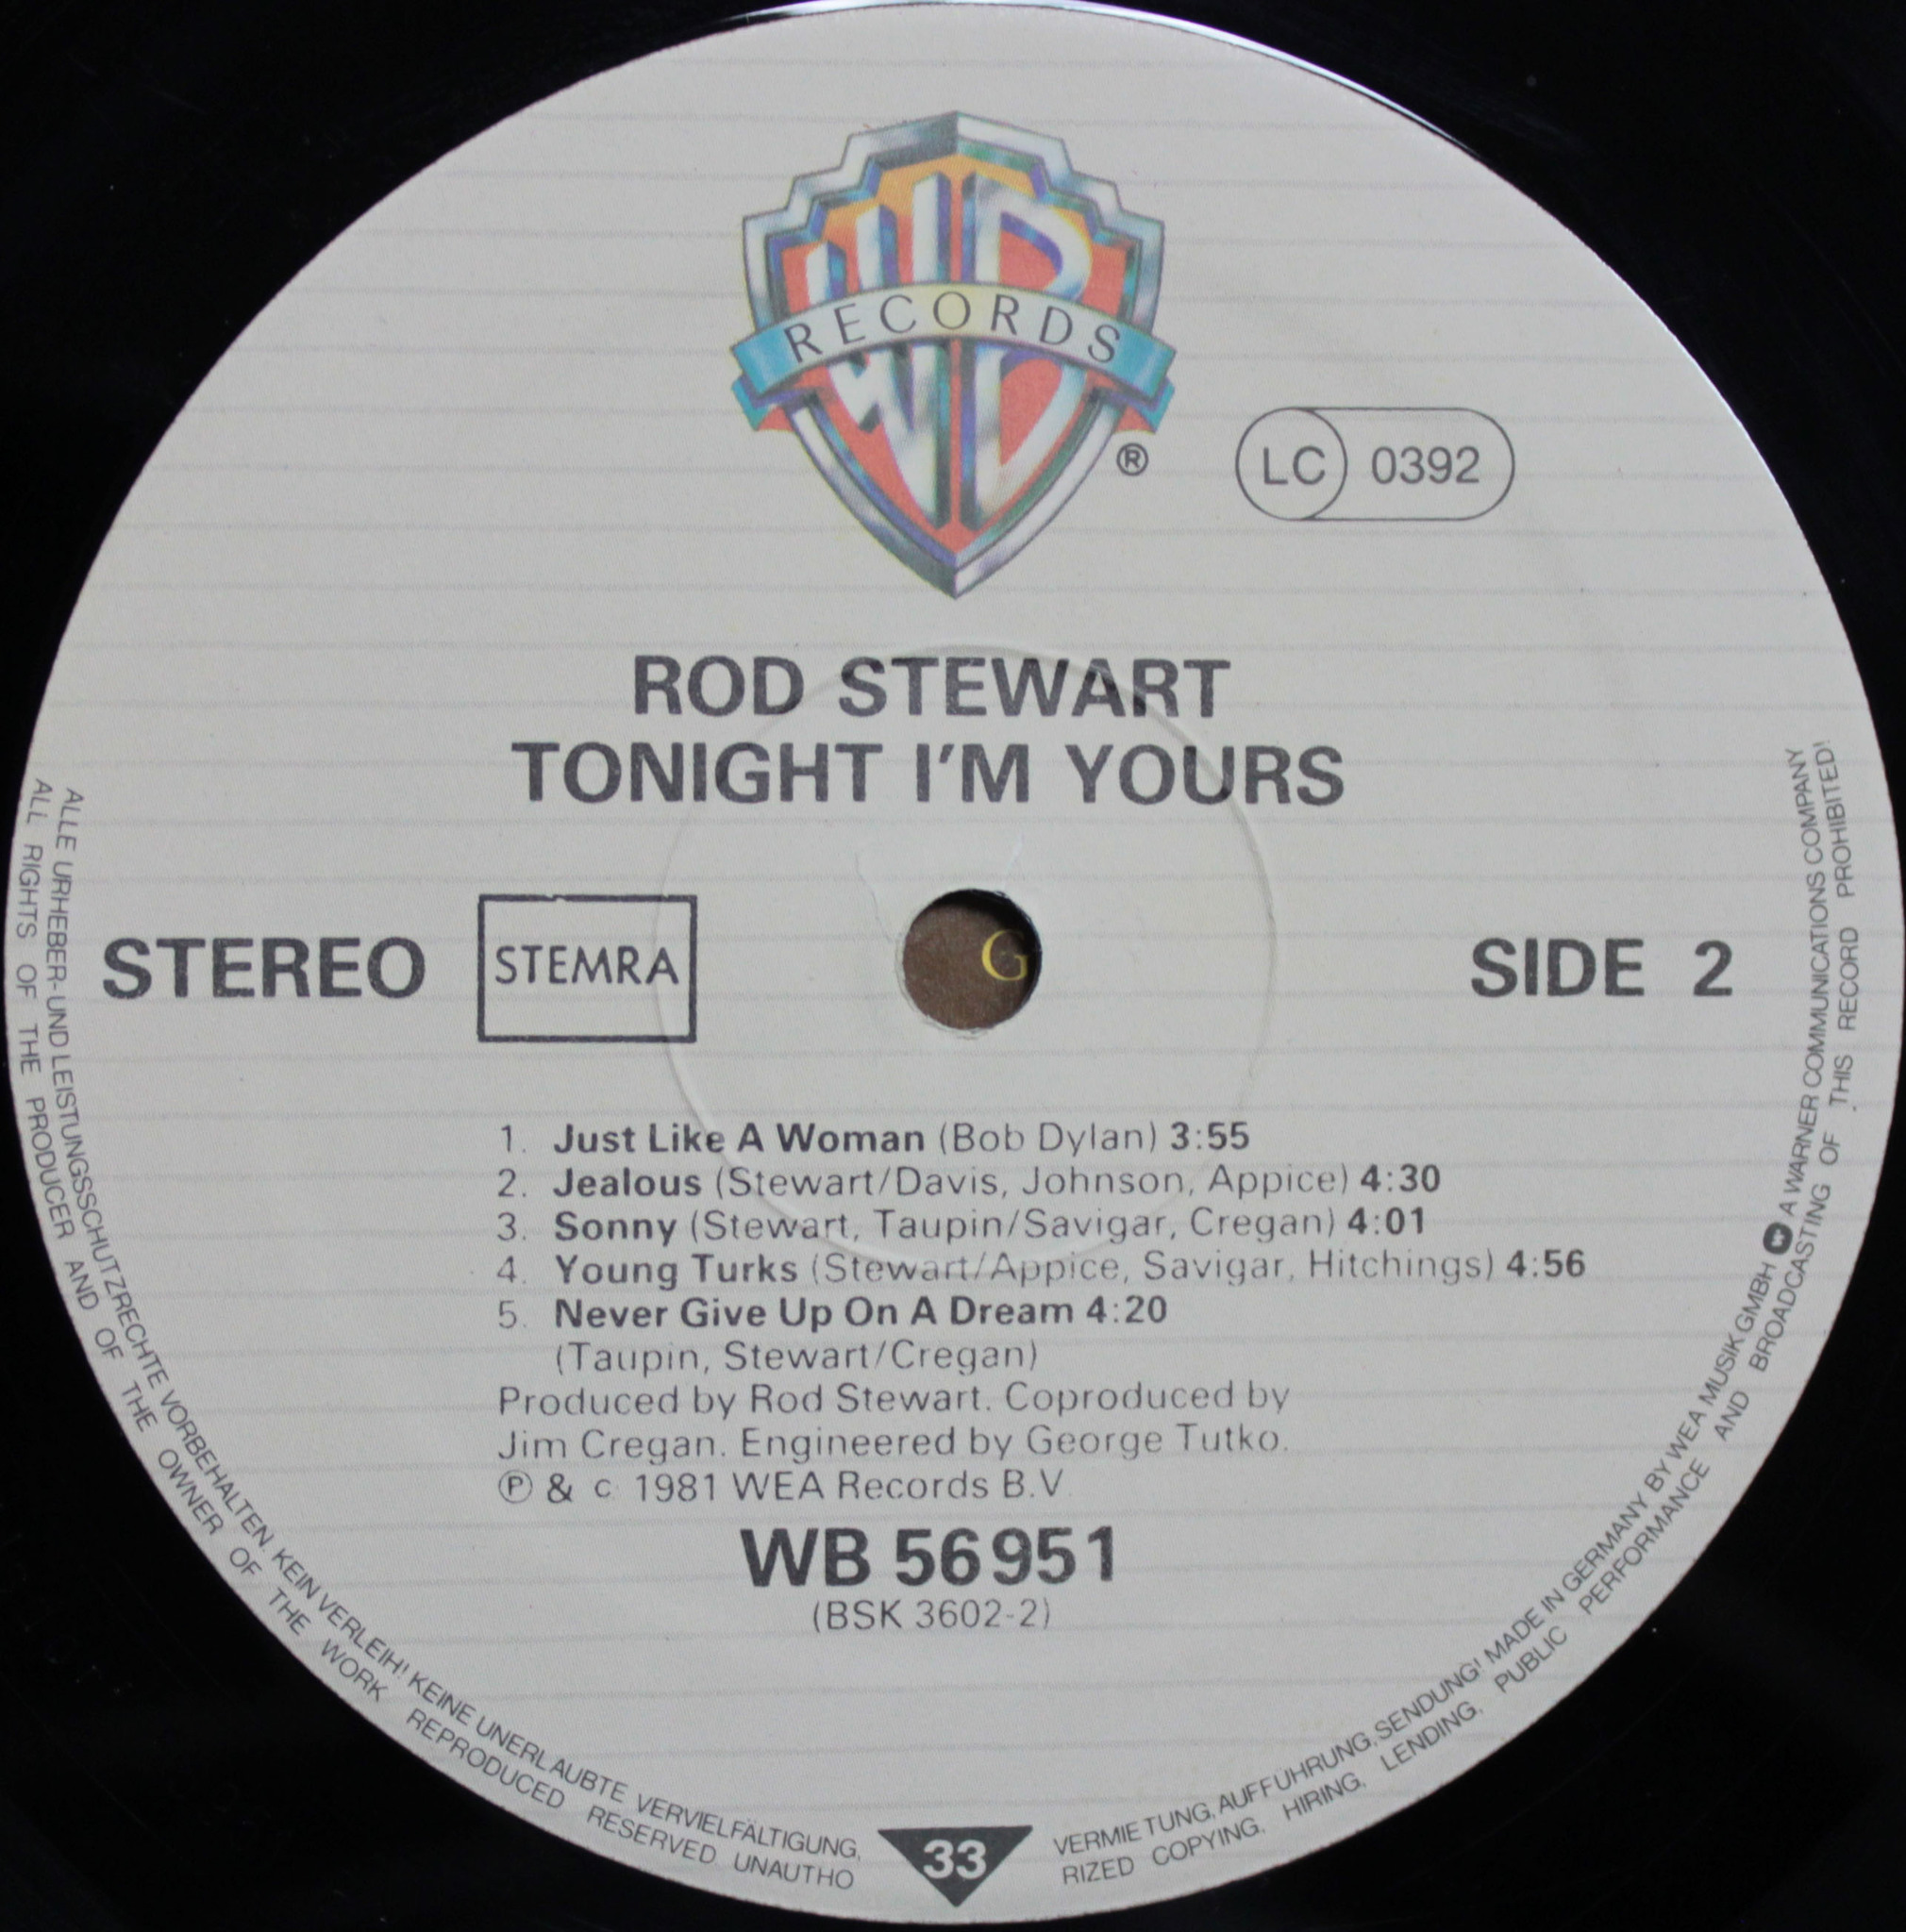 WB
RECORDS
®
LC 0392
ROD STEWART
TONIGHT I'M YOURS
STEREO
STEMRA
G
SIDE 2
1. Just Like A Woman (Bob Dylan) 3:55
2. Jealous (Stewart/Davis, Johnson, Appice) 4:30
3. Sonny (Stewart, Taupin/Savigar, Cregan) 4:01
4. Young Turks (Stewart/Appice, Savigar, Hitchings) 4:56
5. Never Give Up On A Dream 4:20
(Taupin, Stewart/Cregan)
Produced by Rod Stewart. Coproduced by
Jim Cregan. Engineered by George Tutko.
Ⓟ & c 1981 WEA Records B.V.
WB 56951
(BSK 3602-2)
ALLE URHEBER- UND LEISTUNGSSCHUTZRECHTE VORBEHALTEN. KEIN VERLEIH! KEINE UNERLAUBTE VERVIELFÄLTIGUNG, VERMIETUNG, AUFFÜHRUNG, SENDUNG! MADE IN GERMANY BY WEA MUSIK GMBH A WARNER COMMUNICATIONS COMPANY
ALL RIGHTS OF THE PRODUCER AND OF THE OWNER OF THE WORK REPRODUCED RESERVED. UNAUTHO RIZED COPYING, HIRING, LENDING, PUBLIC PERFORMANCE AND BROADCASTING OF THIS RECORD PROHIBITED!
33